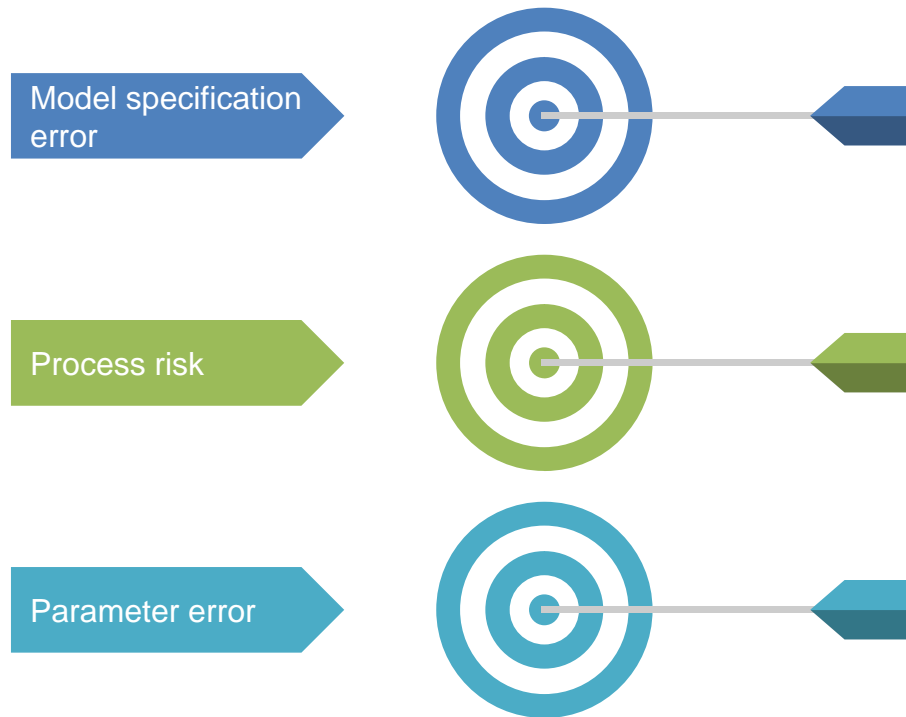 Model specification
error
Process risk
Parameter error